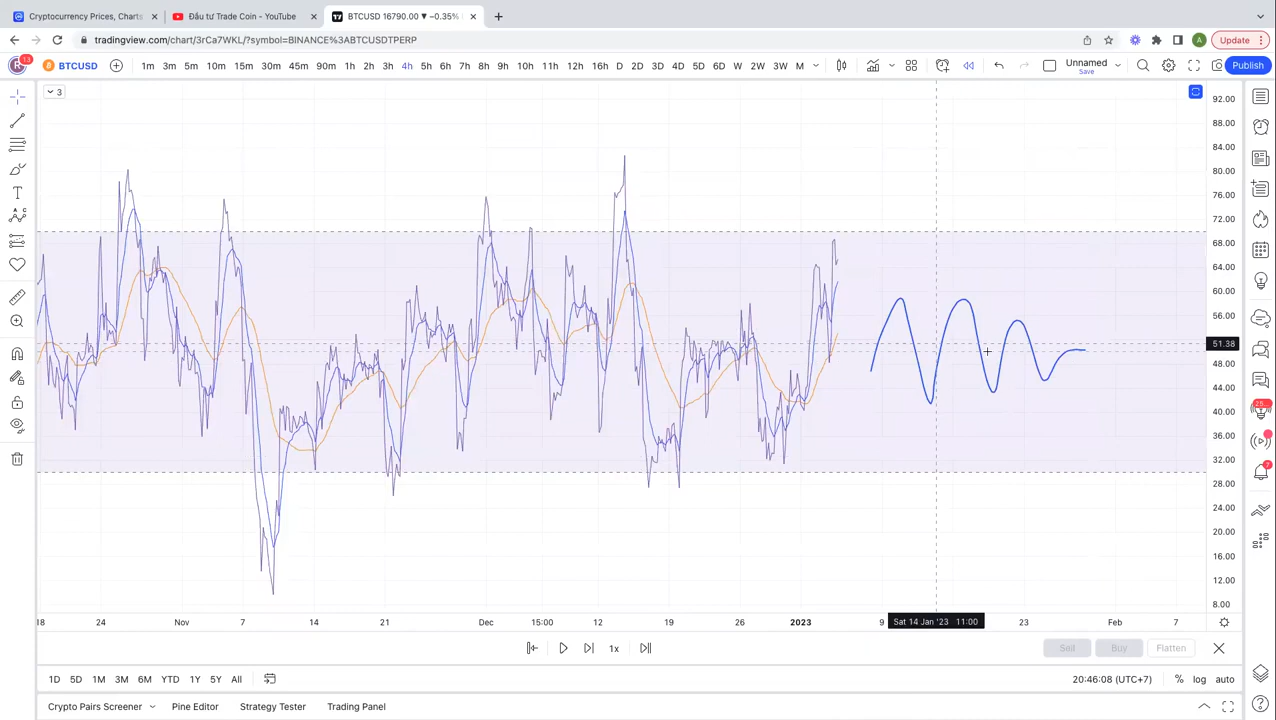 Cryptocurrency Prices, Charts
Đầu tư Trade Coin - YouTube
BTCUSD 16790.00 ▼ −0.35%
tradingview.com/chart/3rCa7WKL/?symbol=BINANCE%3ABTCUSDTPERP
A
Update
13
BTCUSD
1m 3m 5m 10m 15m 30m 45m 90m 1h 2h 3h 4h 5h 6h 7h 8h 9h 10h 11h 12h 16h D 2D 3D 4D 5D 6D W 2W 3W M
Unnamed
Save
Publish
3
92.00
88.00
84.00
80.00
76.00
72.00
68.00
64.00
60.00
56.00
51.38
48.00
44.00
40.00
36.00
32.00
28.00
24.00
20.00
16.00
12.00
8.00
7
18 24 Nov 7 14 21 Dec 15:00 12 19 26 2023 9 Sat 14 Jan '23 11:00 23 Feb 7
1x
Sell Buy Flatten
1D 5D 1M 3M 6M YTD 1Y 5Y All
20:46:08 (UTC+7) % log auto
Crypto Pairs Screener Pine Editor Strategy Tester Trading Panel